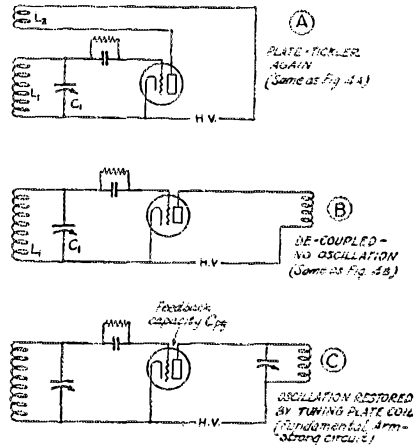 L₂
A
PLATE-TICKLER
AGAIN
(Same as Fig. 4A)
L₁
C₁
H.V.
B
DE-COUPLED-
NO OSCILLATION
(Same as Fig. 4B)
L₁
C₁
H.V.
Feedback
capacity Cpg
C
OSCILLATION RESTORED
BY TUNING PLATE COIL
(Fundamental Arm-
strong circuit)
H.V.